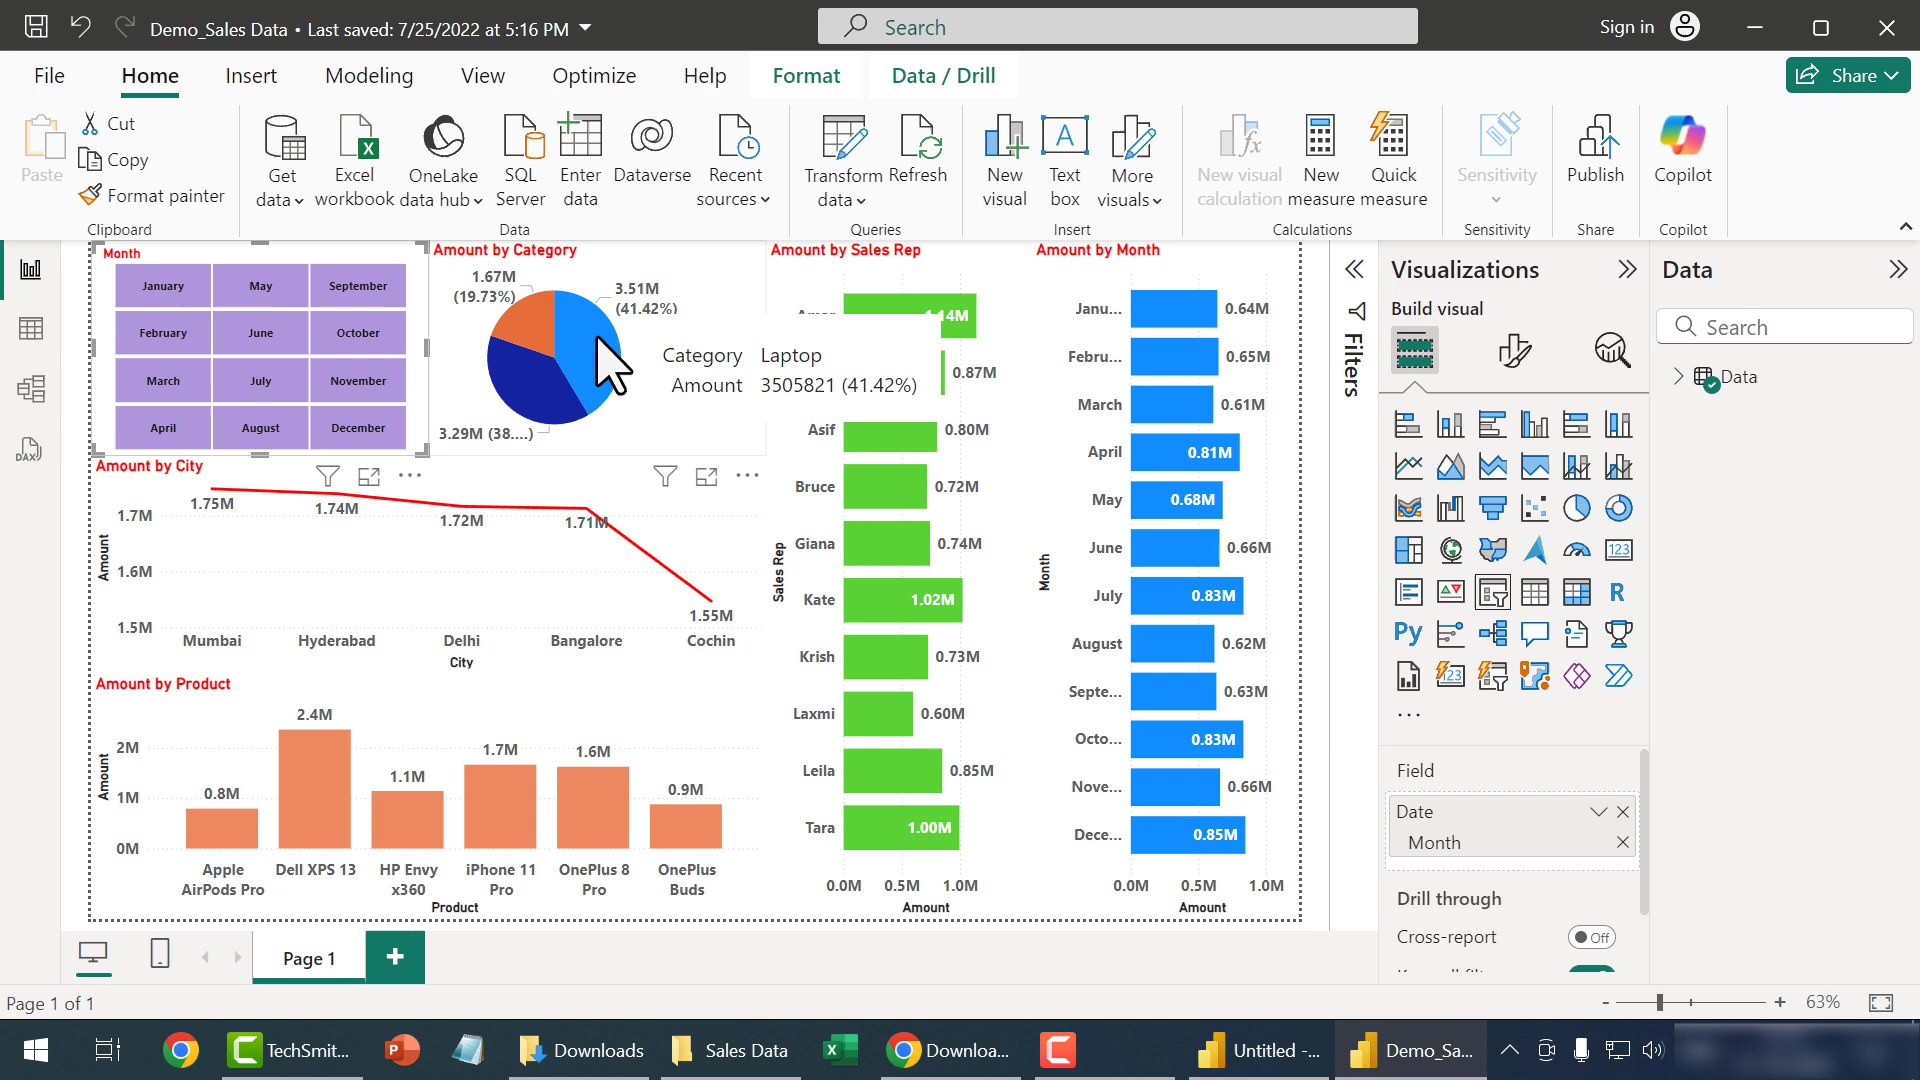 Demo_Sales Data • Last saved: 7/25/2022 at 5:16 PM
Search
Sign in
File
Home
Insert
Modeling
View
Optimize
Help
Format
Data / Drill
Share
Paste
Cut
Copy
Format painter
Clipboard
Get data
Excel workbook
OneLake data hub
SQL Server
Enter data
Dataverse
Recent sources
Data
Transform data
Refresh
Queries
New visual
Text box
More visuals
Insert
New visual calculation
New measure
Quick measure
Calculations
Sensitivity
Sensitivity
Publish
Share
Copilot
Copilot
Month
January May September
February June October
March July November
April August December
Amount by Category
1.67M
(19.73%)
3.51M
(41.42%)
3.29M (38....)
Category Laptop
Amount 3505821 (41.42%)
Amount by City
Amount
1.7M
1.6M
1.5M
1.75M
1.74M
1.72M
1.71M
1.55M
Mumbai Hyderabad Delhi Bangalore Cochin
City
Amount by Product
Amount
2M
1M
0M
0.8M
2.4M
1.1M
1.7M
1.6M
0.9M
Apple AirPods Pro
Dell XPS 13
HP Envy x360
iPhone 11 Pro
OnePlus 8 Pro
OnePlus Buds
Product
Amount by Sales Rep
Sales Rep
0.87M
Asif 0.80M
Bruce 0.72M
Giana 0.74M
Kate 1.02M
Krish 0.73M
Laxmi 0.60M
Leila 0.85M
Tara 1.00M
0.0M 0.5M 1.0M
Amount
Amount by Month
Month
Janu... 0.64M
Febru... 0.65M
March 0.61M
April 0.81M
May 0.68M
June 0.66M
July 0.83M
August 0.62M
Septe... 0.63M
Octo... 0.83M
Nove... 0.66M
Dece... 0.85M
0.0M 0.5M 1.0M
Amount
Filters
Visualizations
Build visual
123
R
Py
123
Field
Date
Month
Drill through
Cross-report
Off
Data
Search
Data
DAX
Page 1
Page 1 of 1
- + 63%
TechSmit...
Downloads
Sales Data
Downloa...
Untitled -...
Demo_Sa...